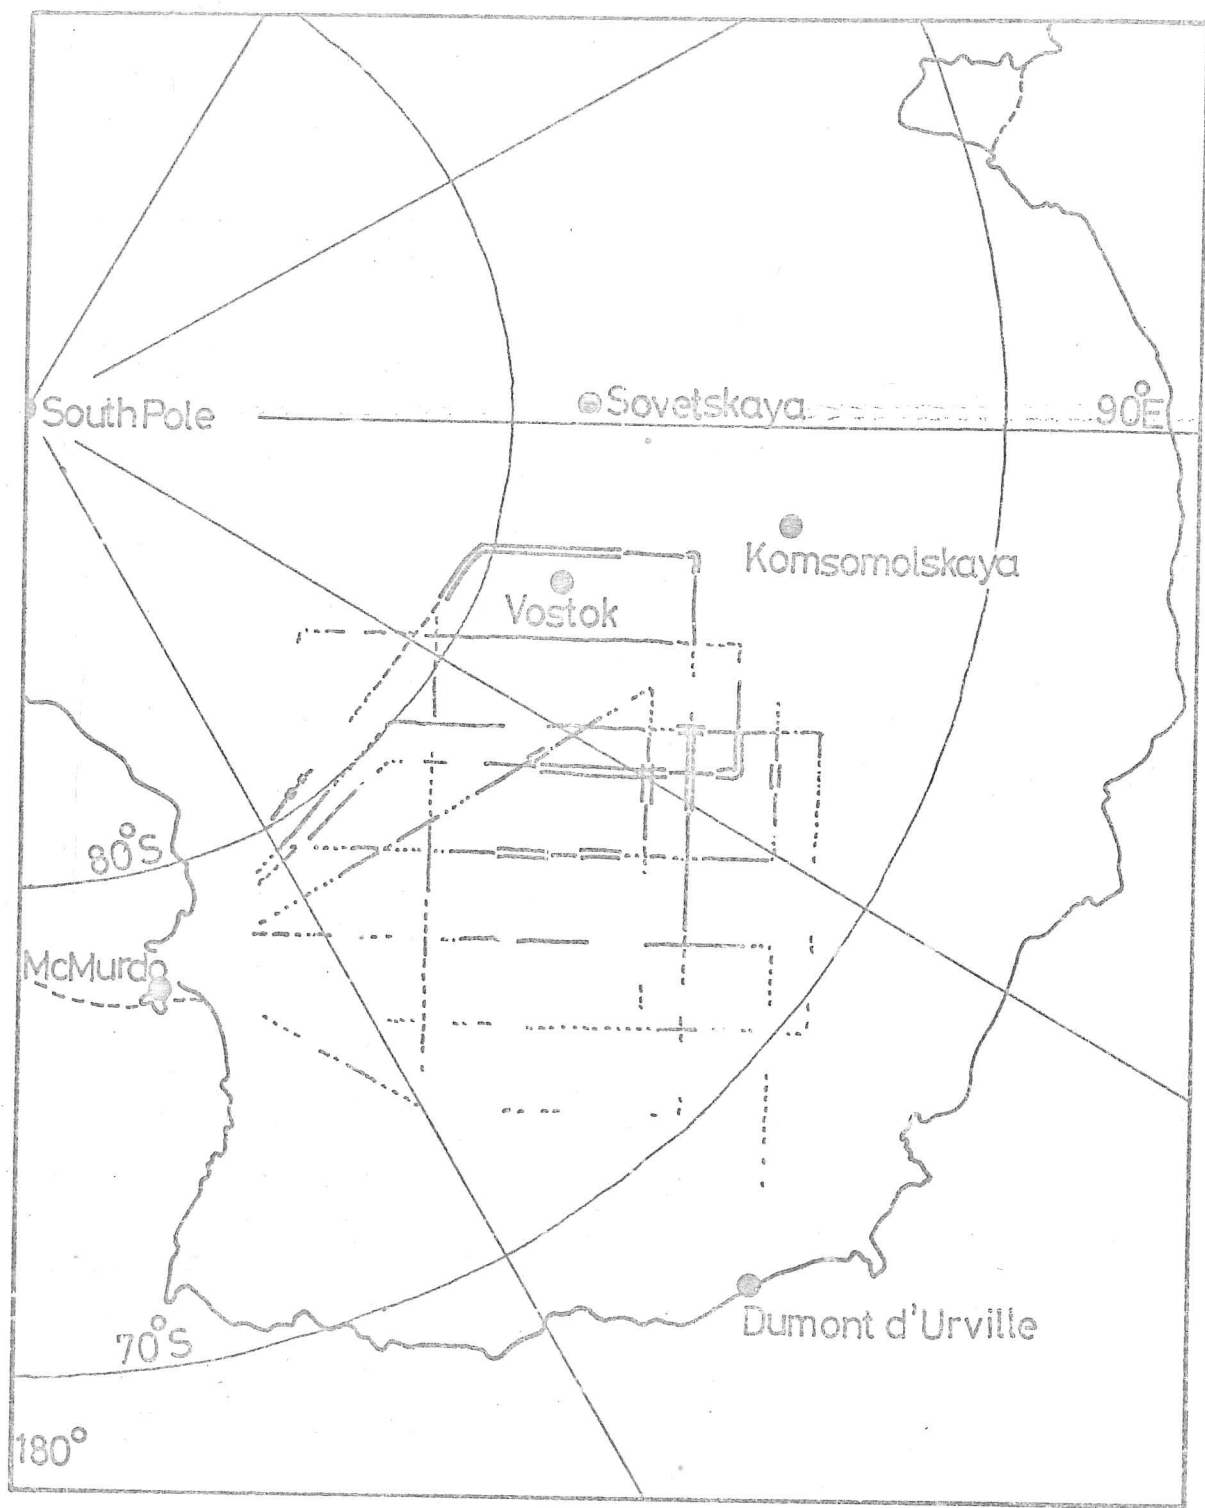 South Pole
Sovetskaya
90°E
Komsomolskaya
Vostok
80°S
McMurdo
Dumont d'Urville
70°S
180°